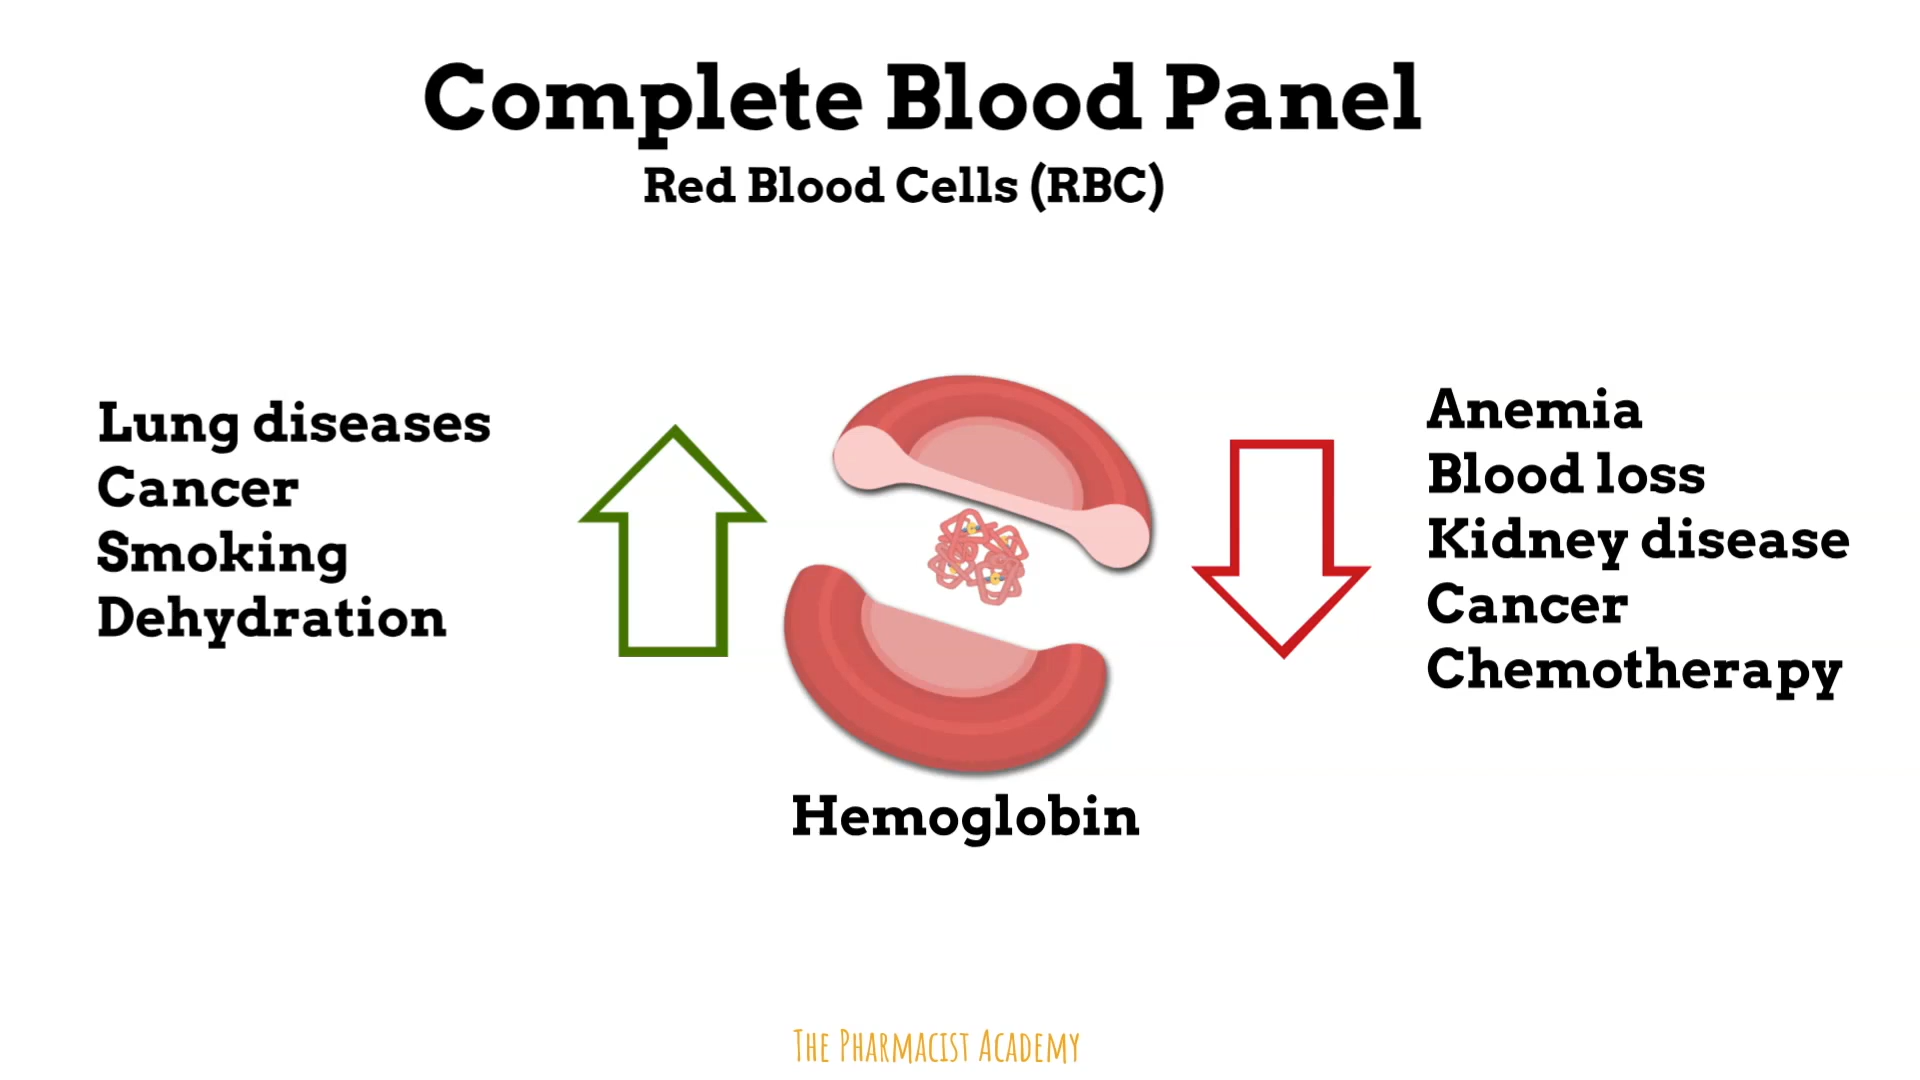 Complete Blood Panel
Red Blood Cells (RBC)
Lung diseases
Cancer
Smoking
Dehydration
Anemia
Blood loss
Kidney disease
Cancer
Chemotherapy
Hemoglobin
The Pharmacist Academy